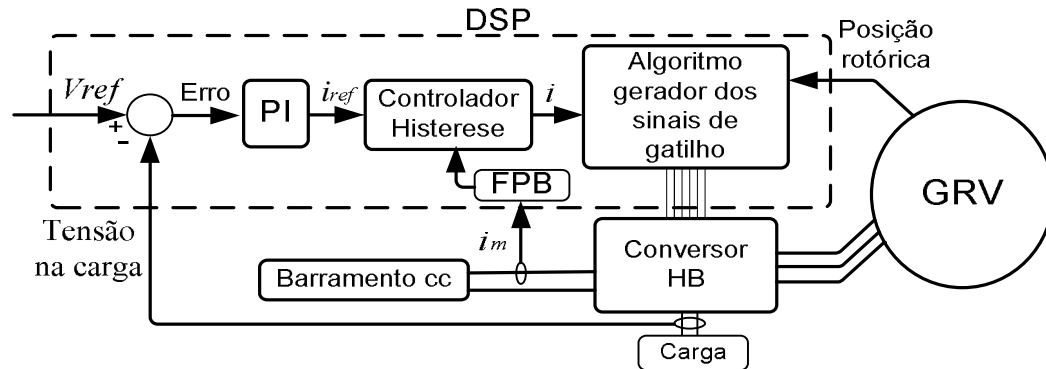 DSP
Posição
rotórica
Vref
+
-
Erro
PI
iref
Controlador
Histerese
i
Algoritmo
gerador dos
sinais de
gatilho
FPB
GRV
Tensão
na carga
im
Barramento cc
Conversor
HB
Carga